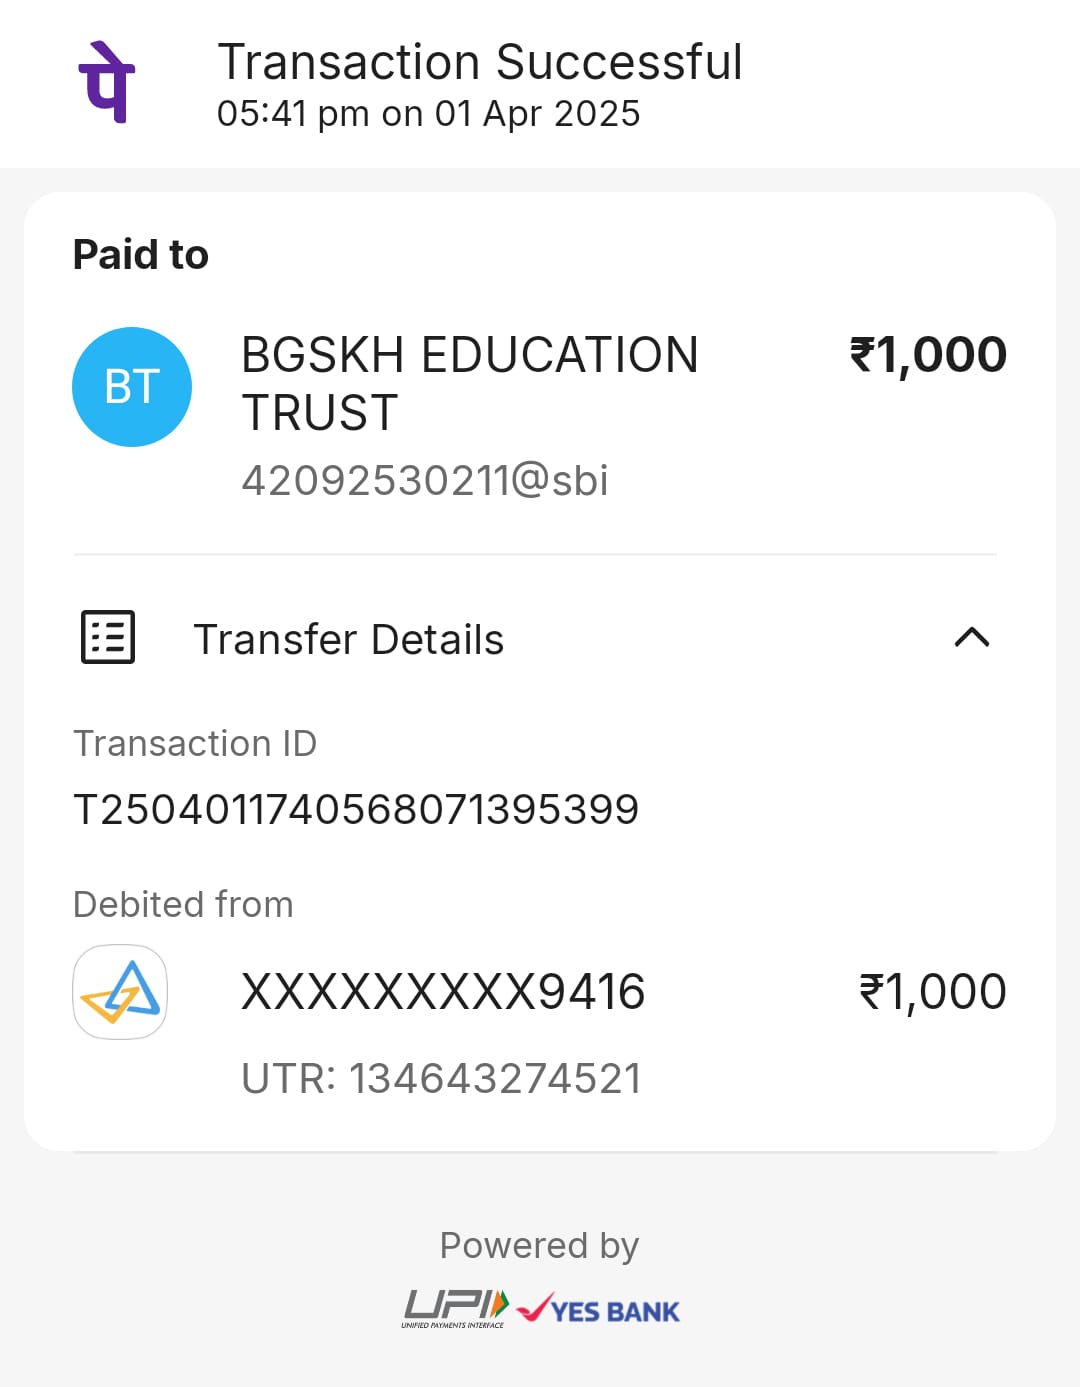 पे
Transaction Successful
05:41 pm on 01 Apr 2025
Paid to
BT
BGSKH EDUCATION
TRUST
₹1,000
42092530211@sbi
Transfer Details
Transaction ID
T2504011740568071395399
Debited from
XXXXXXXXX9416
₹1,000
UTR: 134643274521
Powered by
UPI
UNIFIED PAYMENTS INTERFACE
YES BANK